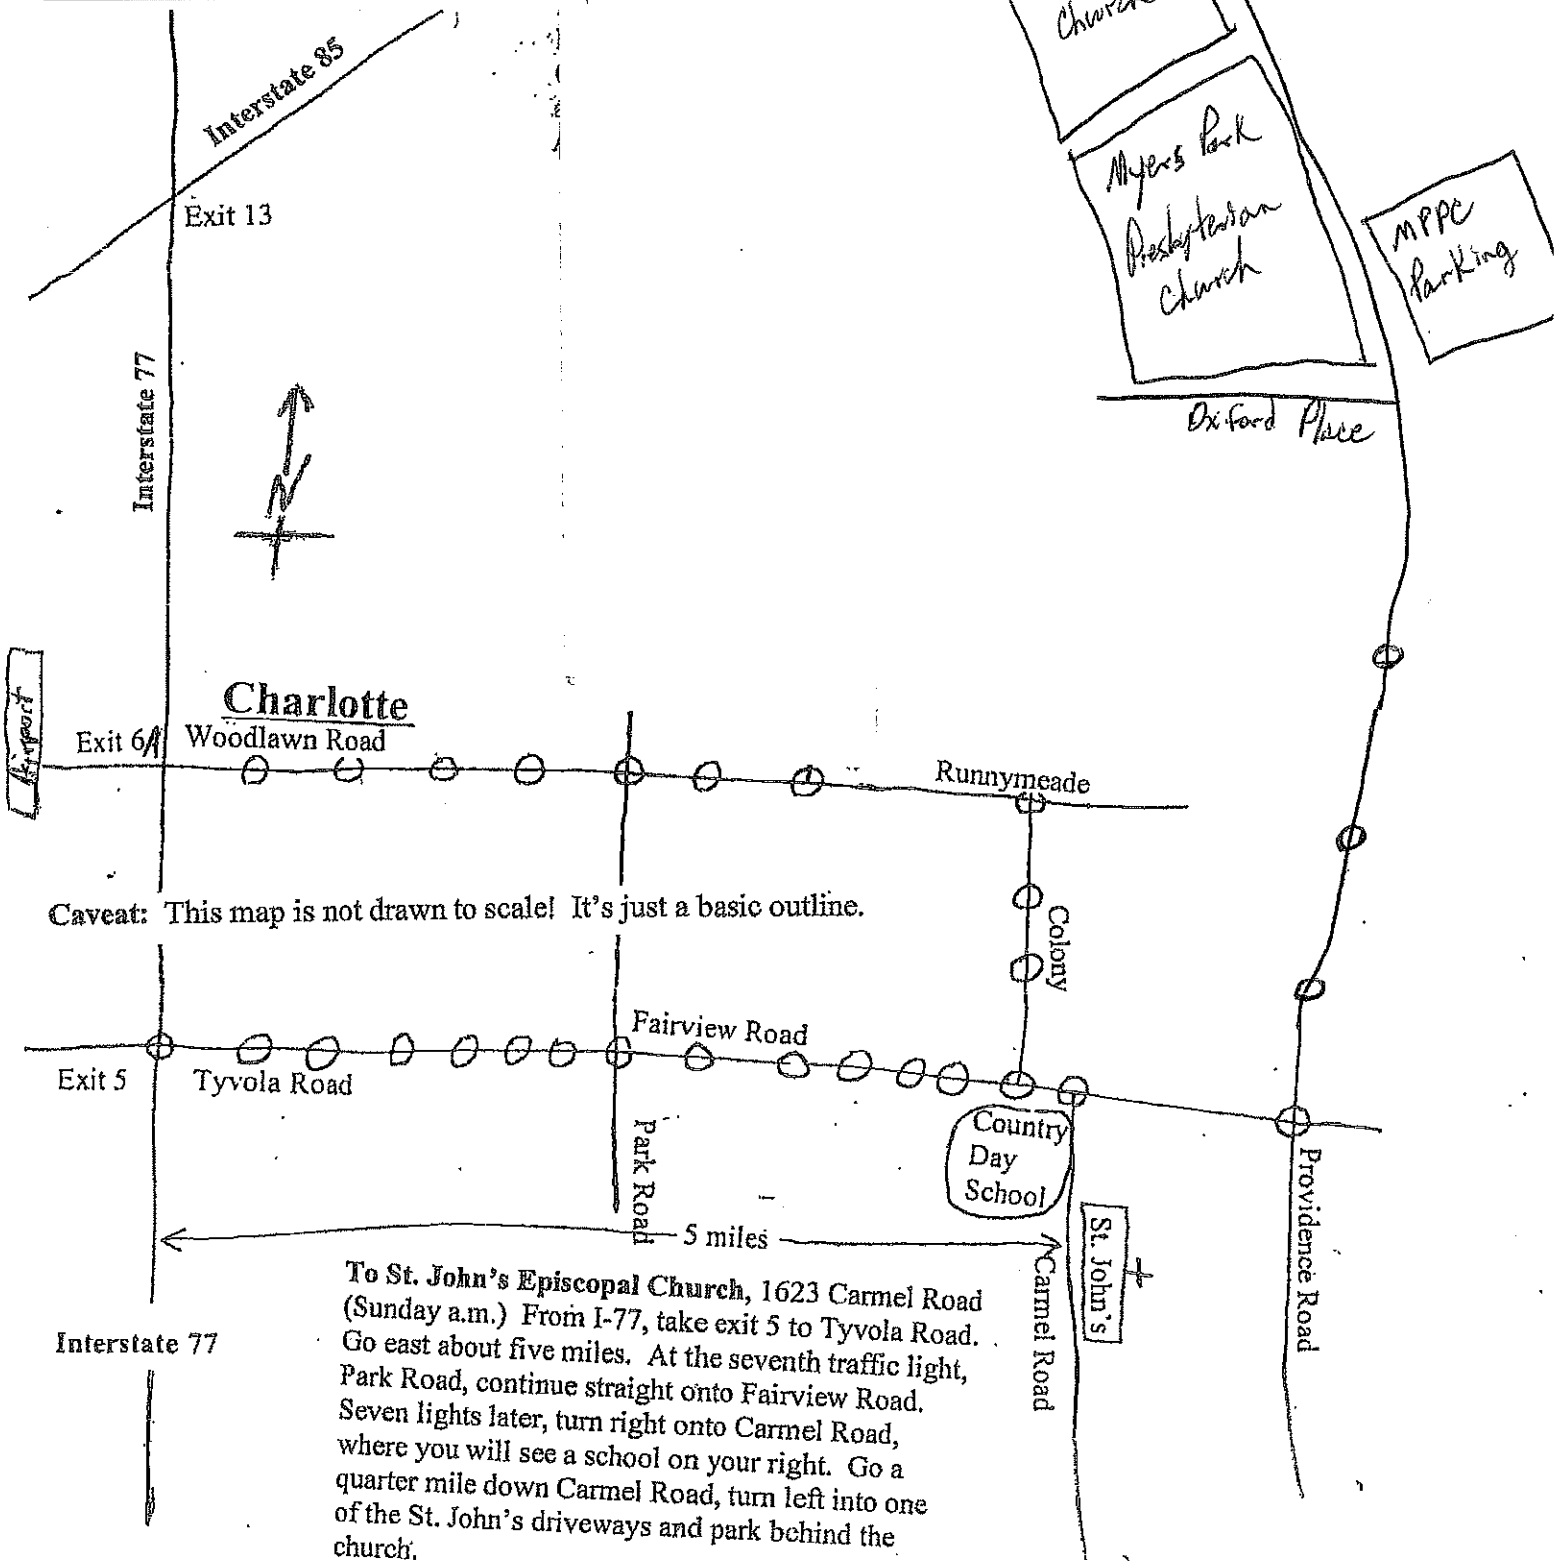 Church
Interstate 85
Myers Park
Presbyterian
Church
MPPC
Parking
Exit 13
Interstate 77
Oxford Place
N
Airport
Charlotte
Exit 6A
Woodlawn Road
Runnymeade
Caveat: This map is not drawn to scale! It's just a basic outline.
Colony
Fairview Road
Exit 5
Tyvola Road
Country
Day
School
Park Road
5 miles
St. John's
Carmel Road
Providence Road
Interstate 77
To St. John's Episcopal Church, 1623 Carmel Road
(Sunday a.m.) From I-77, take exit 5 to Tyvola Road.
Go east about five miles. At the seventh traffic light,
Park Road, continue straight onto Fairview Road.
Seven lights later, turn right onto Carmel Road,
where you will see a school on your right. Go a
quarter mile down Carmel Road, turn left into one
of the St. John's driveways and park behind the
church.